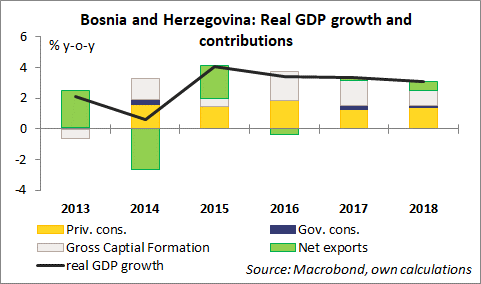 Bosnia and Herzegovina: Real GDP growth and
contributions
% y-o-y
6
4
2
0
-2
-4
2013 2014 2015 2016 2017 2018
Priv. cons. Gov. cons.
Gross Captial Formation Net exports
real GDP growth
Source: Macrobond, own calculations